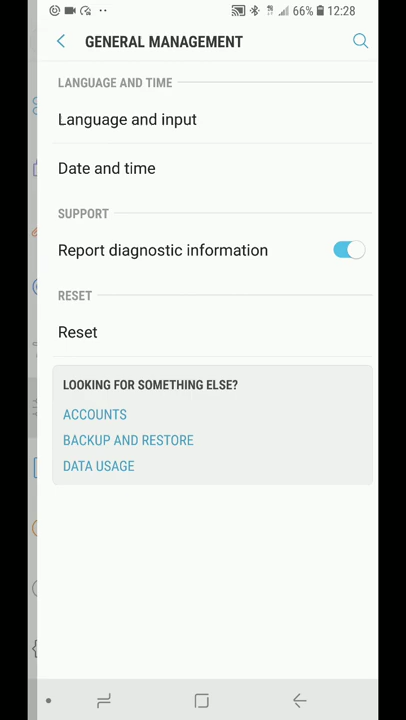 66% 12:28
GENERAL MANAGEMENT
LANGUAGE AND TIME
Language and input
Date and time
SUPPORT
Report diagnostic information
RESET
Reset
LOOKING FOR SOMETHING ELSE?
ACCOUNTS
BACKUP AND RESTORE
DATA USAGE